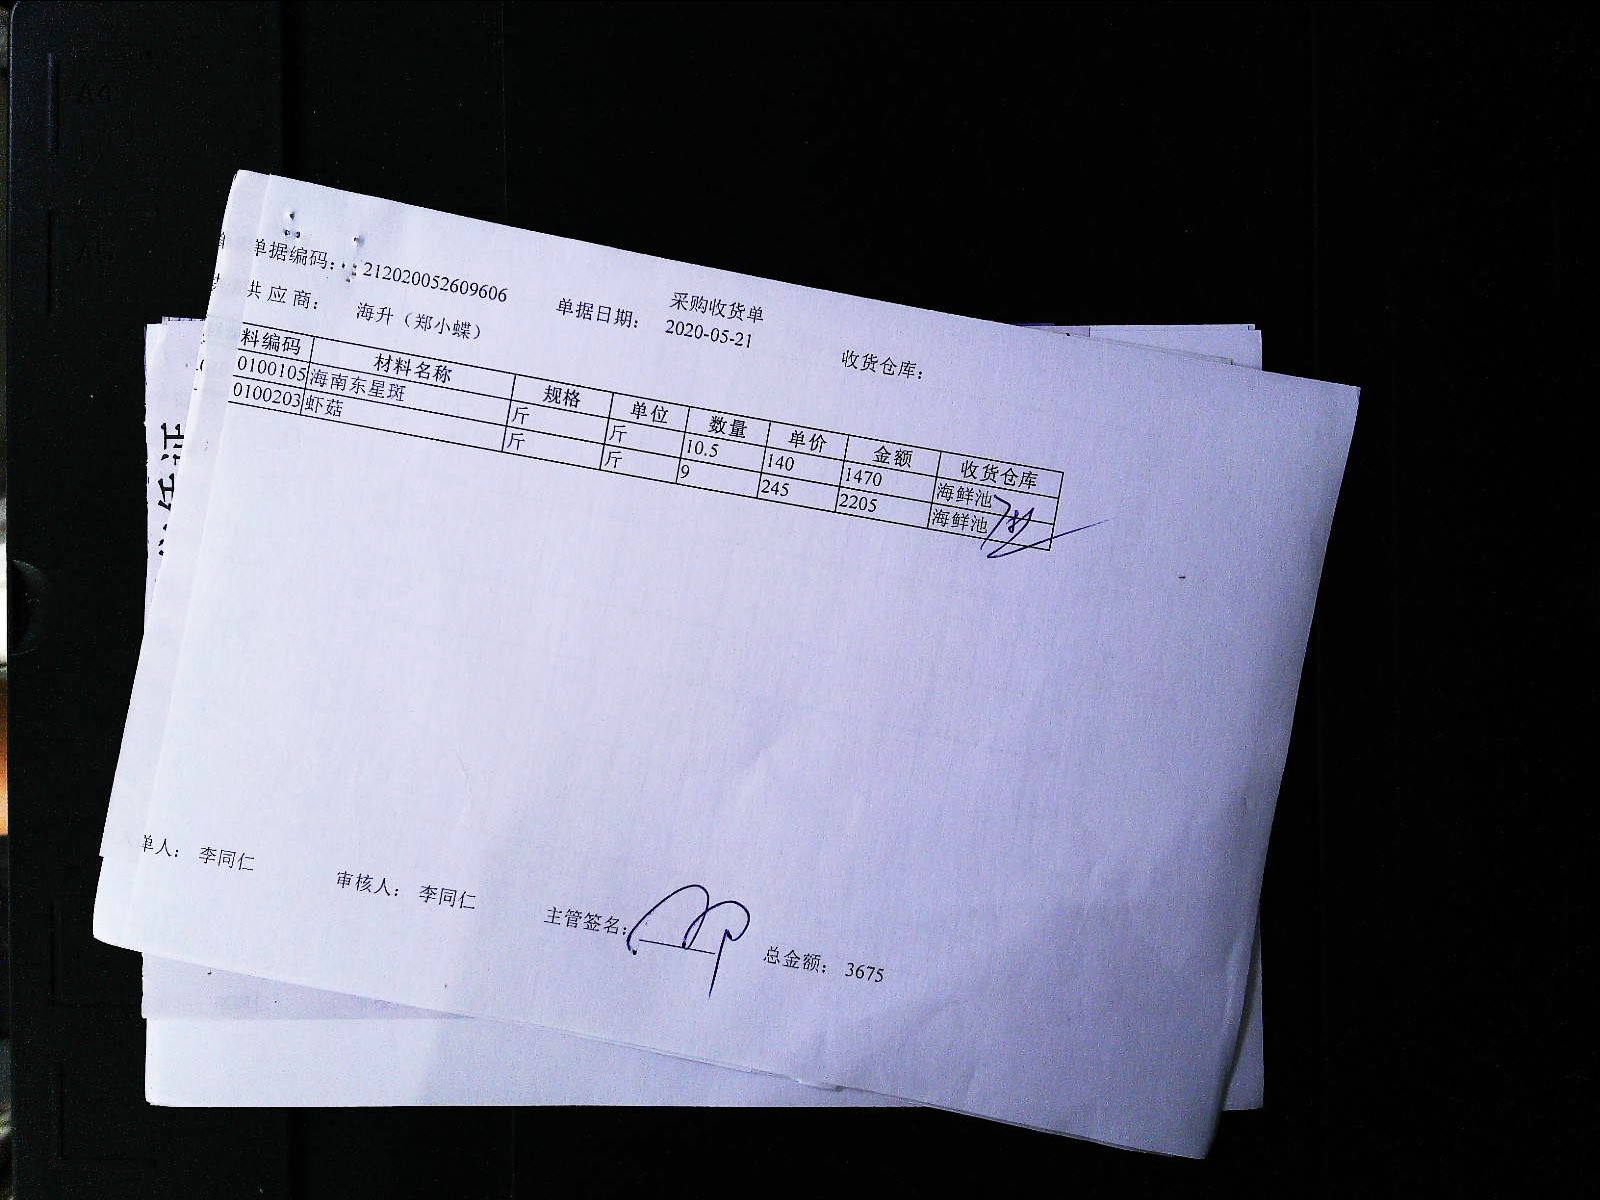 采购收货单
单据编码: 212020052609606 单据日期: 2020-05-21 收货仓库:
供应商: 海升（郑小蝶）
料编码 材料名称 规格 单位 数量 单价 金额 收货仓库
0100105 海南东星斑 斤 斤 10.5 140 1470 海鲜池
0100203 虾菇 斤 斤 9 245 2205 海鲜池
单人: 李同仁 审核人: 李同仁 主管签名: 总金额: 3675